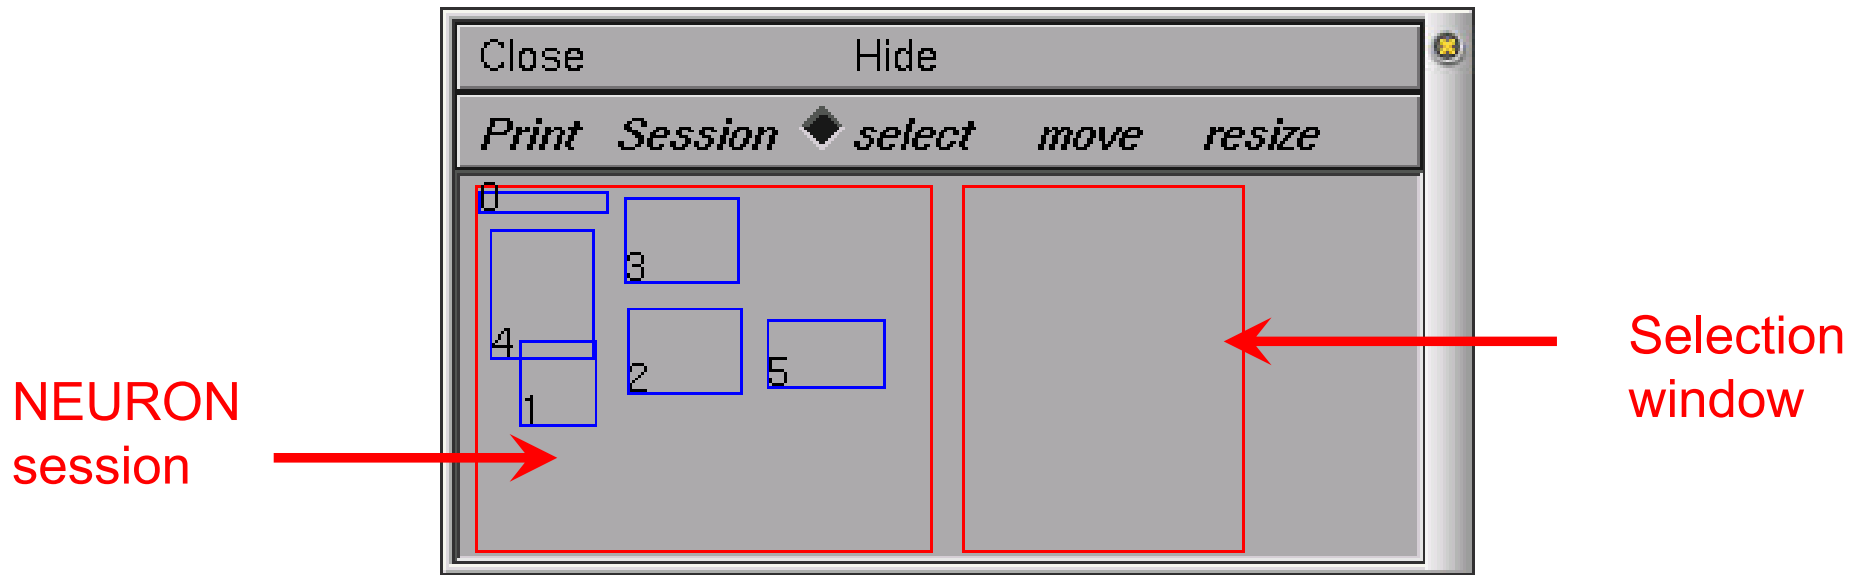 Close Hide
Print Session select move resize
0
3
4
2
5
1
NEURON
session
Selection
window